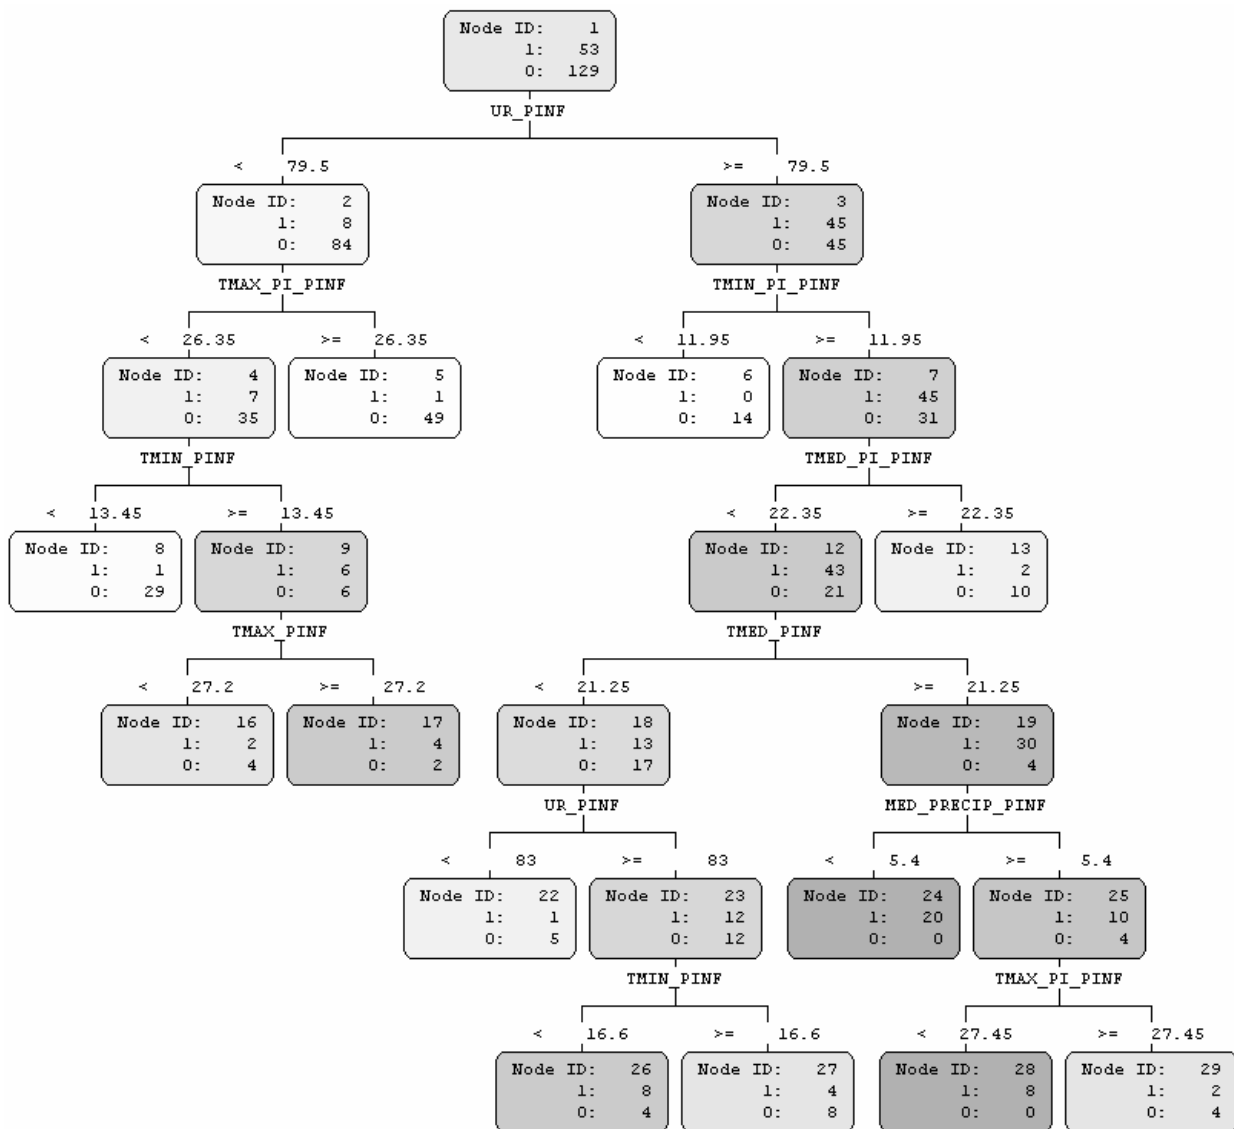 Node ID: 1
1: 53
0: 129
UR_PINF
< 79.5 >= 79.5
Node ID: 2 Node ID: 3
1: 8 1: 45
0: 84 0: 45
TMAX_PI_PINF TMIN_PI_PINF
< 26.35 >= 26.35 < 11.95 >= 11.95
Node ID: 4 Node ID: 5 Node ID: 6 Node ID: 7
1: 7 1: 1 1: 0 1: 45
0: 35 0: 49 0: 14 0: 31
TMIN_PINF TMED_PI_PINF
< 13.45 >= 13.45 < 22.35 >= 22.35
Node ID: 8 Node ID: 9 Node ID: 12 Node ID: 13
1: 1 1: 6 1: 43 1: 2
0: 29 0: 6 0: 21 0: 10
TMAX_PINF TMED_PINF
< 27.2 >= 27.2 < 21.25 >= 21.25
Node ID: 16 Node ID: 17 Node ID: 18 Node ID: 19
1: 2 1: 4 1: 13 1: 30
0: 4 0: 2 0: 17 0: 4
UR_PINF MED_PRECIP_PINF
< 83 >= 83 < 5.4 >= 5.4
Node ID: 22 Node ID: 23 Node ID: 24 Node ID: 25
1: 1 1: 12 1: 20 1: 10
0: 5 0: 12 0: 0 0: 4
TMIN_PINF TMAX_PI_PINF
< 16.6 >= 16.6 < 27.45 >= 27.45
Node ID: 26 Node ID: 27 Node ID: 28 Node ID: 29
1: 8 1: 4 1: 8 1: 2
0: 4 0: 8 0: 0 0: 4